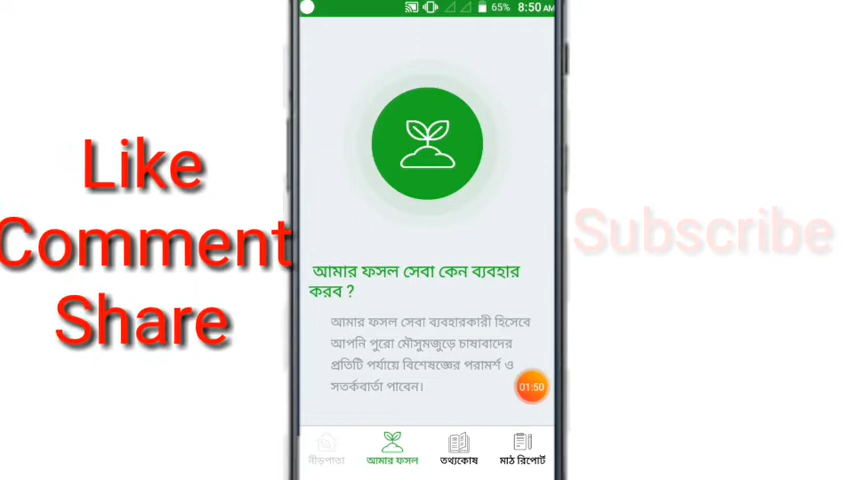 65% 8:50 AM
Like
Comment
Share
Subscribe
আমার ফসল সেবা কেন ব্যবহার
করব ?
আমার ফসল সেবা ব্যবহারকারী হিসেবে
আপনি পুরো মৌসুমজুড়ে চাষাবাদের
প্রতিটি পর্যায়ে বিশেষজ্ঞের পরামর্শ ও
সতর্কবার্তা পাবেন।
01:50
নীড়পাতা আমার ফসল তথ্যকোষ মাঠ রিপোর্ট